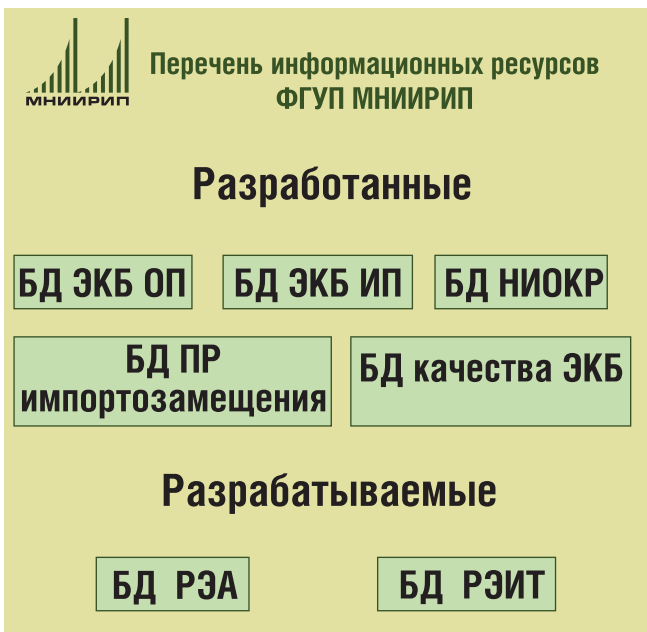 МНИИРИП
Перечень информационных ресурсов
ФГУП МНИИРИП
Разработанные
БД ЭКБ ОП
БД ЭКБ ИП
БД НИОКР
БД ПР
импортозамещения
БД качества ЭКБ
Разрабатываемые
БД РЭА
БД РЭИТ